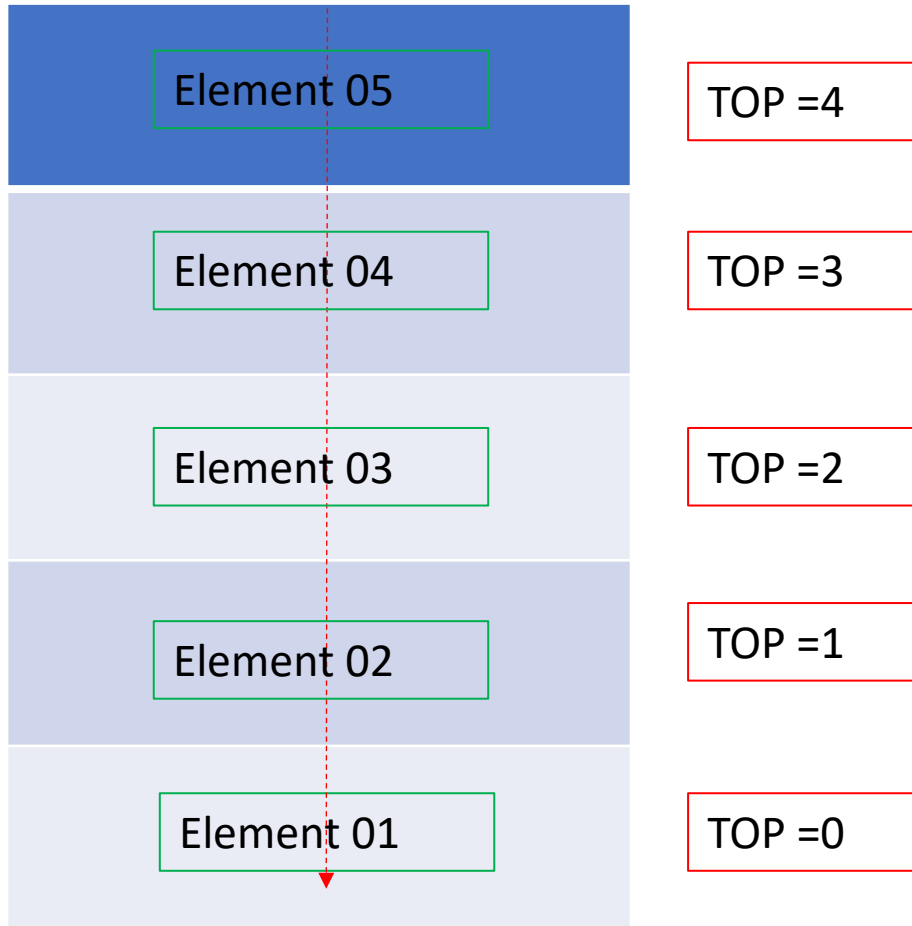 Element 05
TOP =4
Element 04
TOP =3
Element 03
TOP =2
Element 02
TOP =1
Element 01
TOP =0